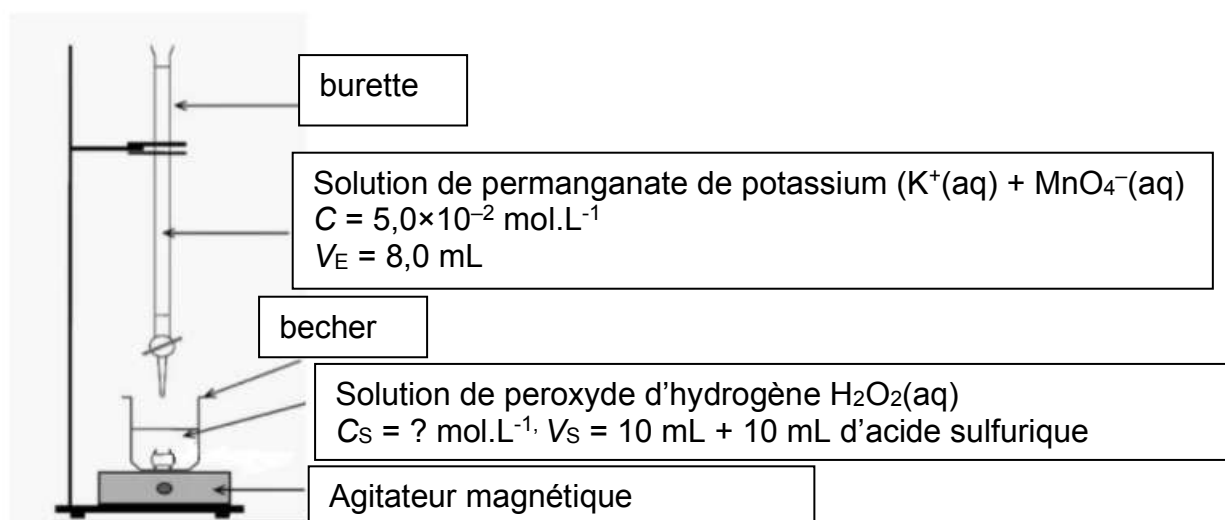 burette
Solution de permanganate de potassium (K⁺(aq) + MnO₄⁻(aq)
C = 5,0×10⁻² mol.L⁻¹
V_E = 8,0 mL
becher
Solution de peroxyde d’hydrogène H₂O₂(aq)
C_S = ? mol.L⁻¹, V_S = 10 mL + 10 mL d’acide sulfurique
Agitateur magnétique